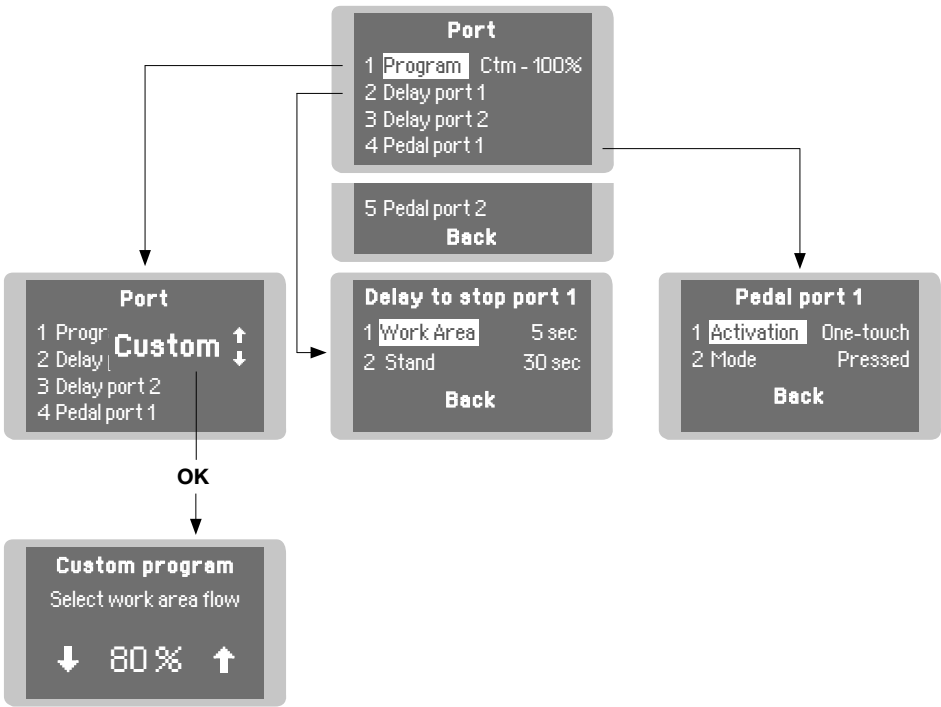 Port
1 Program Ctm - 100%
2 Delay port 1
3 Delay port 2
4 Pedal port 1
5 Pedal port 2
Back
Port
1 Progr
2 Delay
Custom
3 Delay port 2
4 Pedal port 1
Delay to stop port 1
1 Work Area 5 sec
2 Stand 30 sec
Back
Pedal port 1
1 Activation One-touch
2 Mode Pressed
Back
OK
Custom program
Select work area flow
80 %